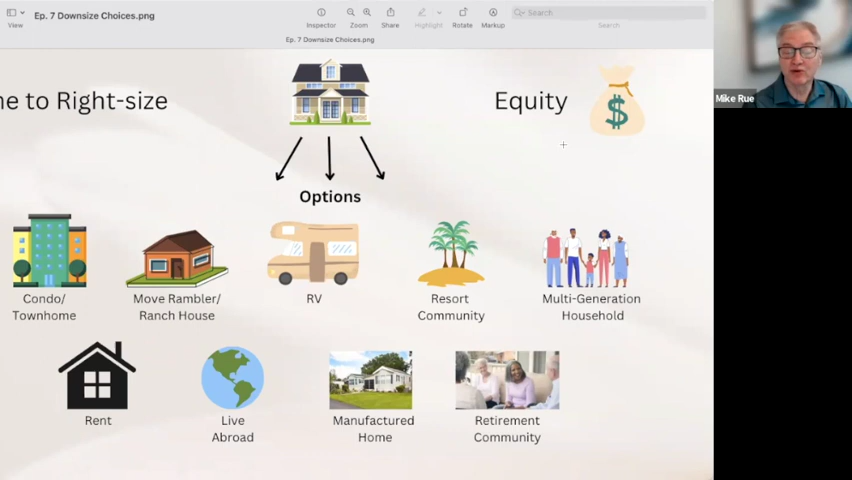 Ep. 7 Downsize Choices.png
View
Inspector
Zoom
Share
Highlight
Rotate
Markup
Search
Search
Ep. 7 Downsize Choices.png
Mike Rue
e to Right-size
Equity
$
Options
Condo/
Townhome
Move Rambler/
Ranch House
RV
Resort
Community
Multi-Generation
Household
Rent
Live
Abroad
Manufactured
Home
Retirement
Community